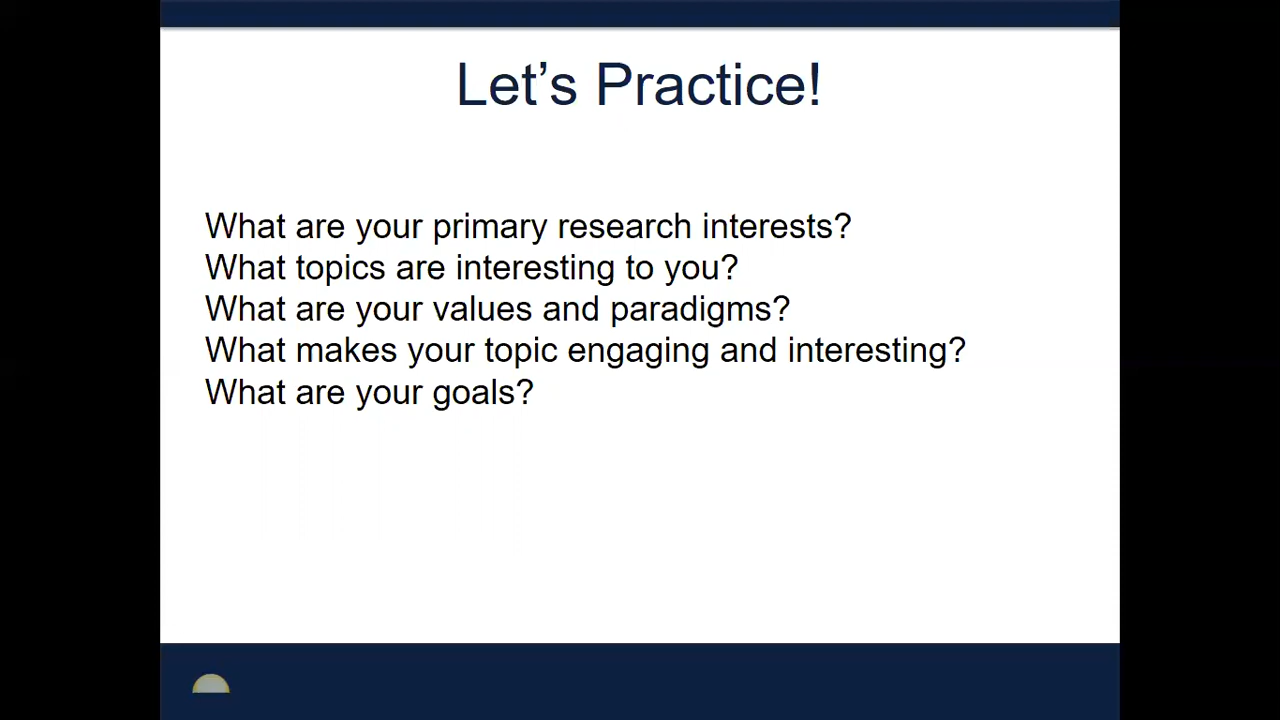 Let’s Practice!
What are your primary research interests?
What topics are interesting to you?
What are your values and paradigms?
What makes your topic engaging and interesting?
What are your goals?